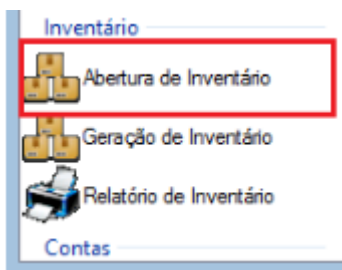 Inventário
Abertura de Inventário
Geração de Inventário
Relatório de Inventário
Contas